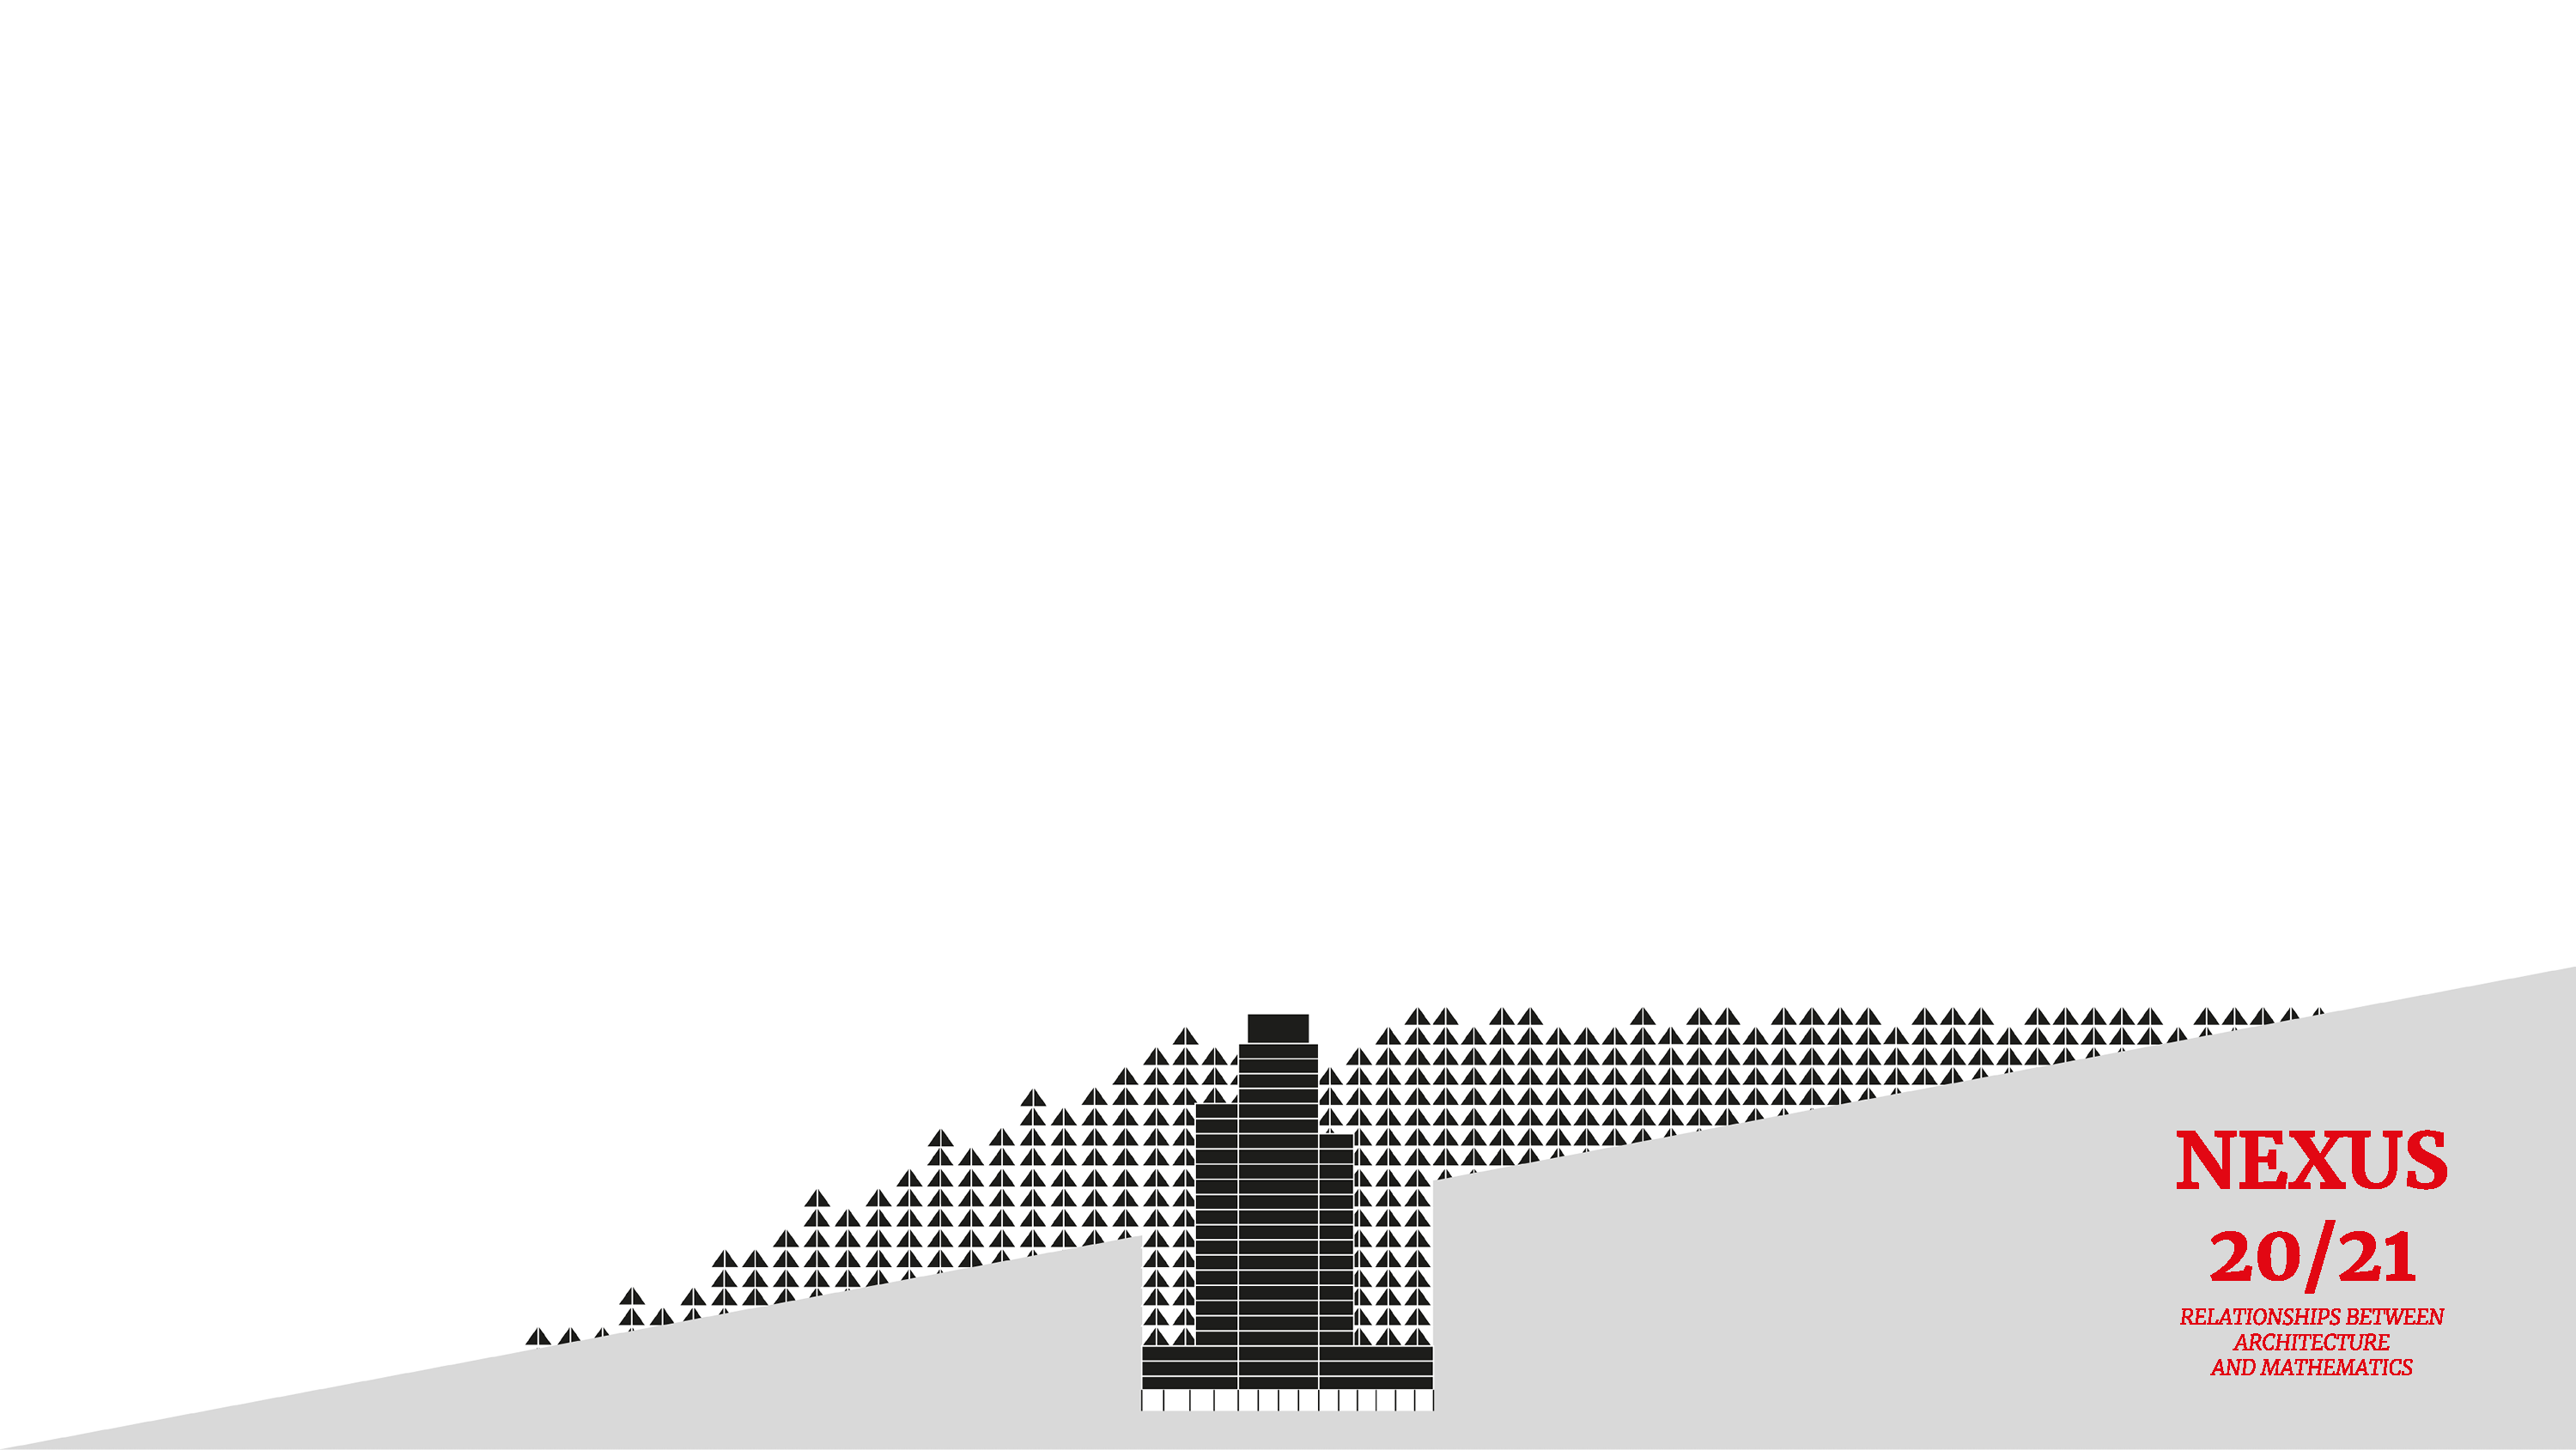 NEXUS
20/21
RELATIONSHIPS BETWEEN
ARCHITECTURE
AND MATHEMATICS